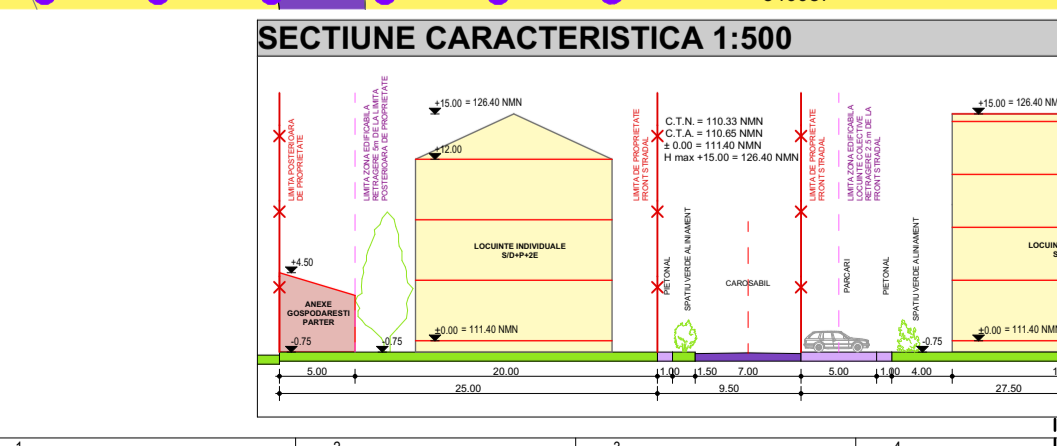 SECTIUNE CARACTERISTICA 1:500
+15.00 = 126.40 NMN
+12.00
LIMITA POSTERIOARA
DE PROPRIETATE
LIMITA ZONA EDIFICABILA
RETRAGERE 5m DE LA LIMITA
POSTERIOARA DE PROPRIETATE
LIMITA DE PROPRIETATE
FRONT STRADAL
C.T.N. = 110.33 NMN
C.T.A. = 110.65 NMN
± 0.00 = 111.40 NMN
H max +15.00 = 126.40 NMN
LIMITA DE PROPRIETATE
FRONT STRADAL
LIMITA ZONA EDIFICABILA
LOCUINTE COLECTIVE
RETRAGERE 2.5 m DE LA
FRONT STRADAL
+15.00 = 126.40 NM
+4.50
LOCUINTE INDIVIDUALE
S/D+P+2E
ANEXE
GOSPODARESTI
PARTER
PIETONAL
SPATIU VERDE ALINIAMENT
CAROSABIL
PARCARI
PIETONAL
SPATIU VERDE ALINIAMENT
LOCUIN
S
±0.00 = 111.40 NMN
±0.00 = 111.40 NM
-0.75
-0.75
-0.75
5.00 20.00 1.00 1.50 7.00 5.00 1.00 4.00 1
25.00 9.50 27.50